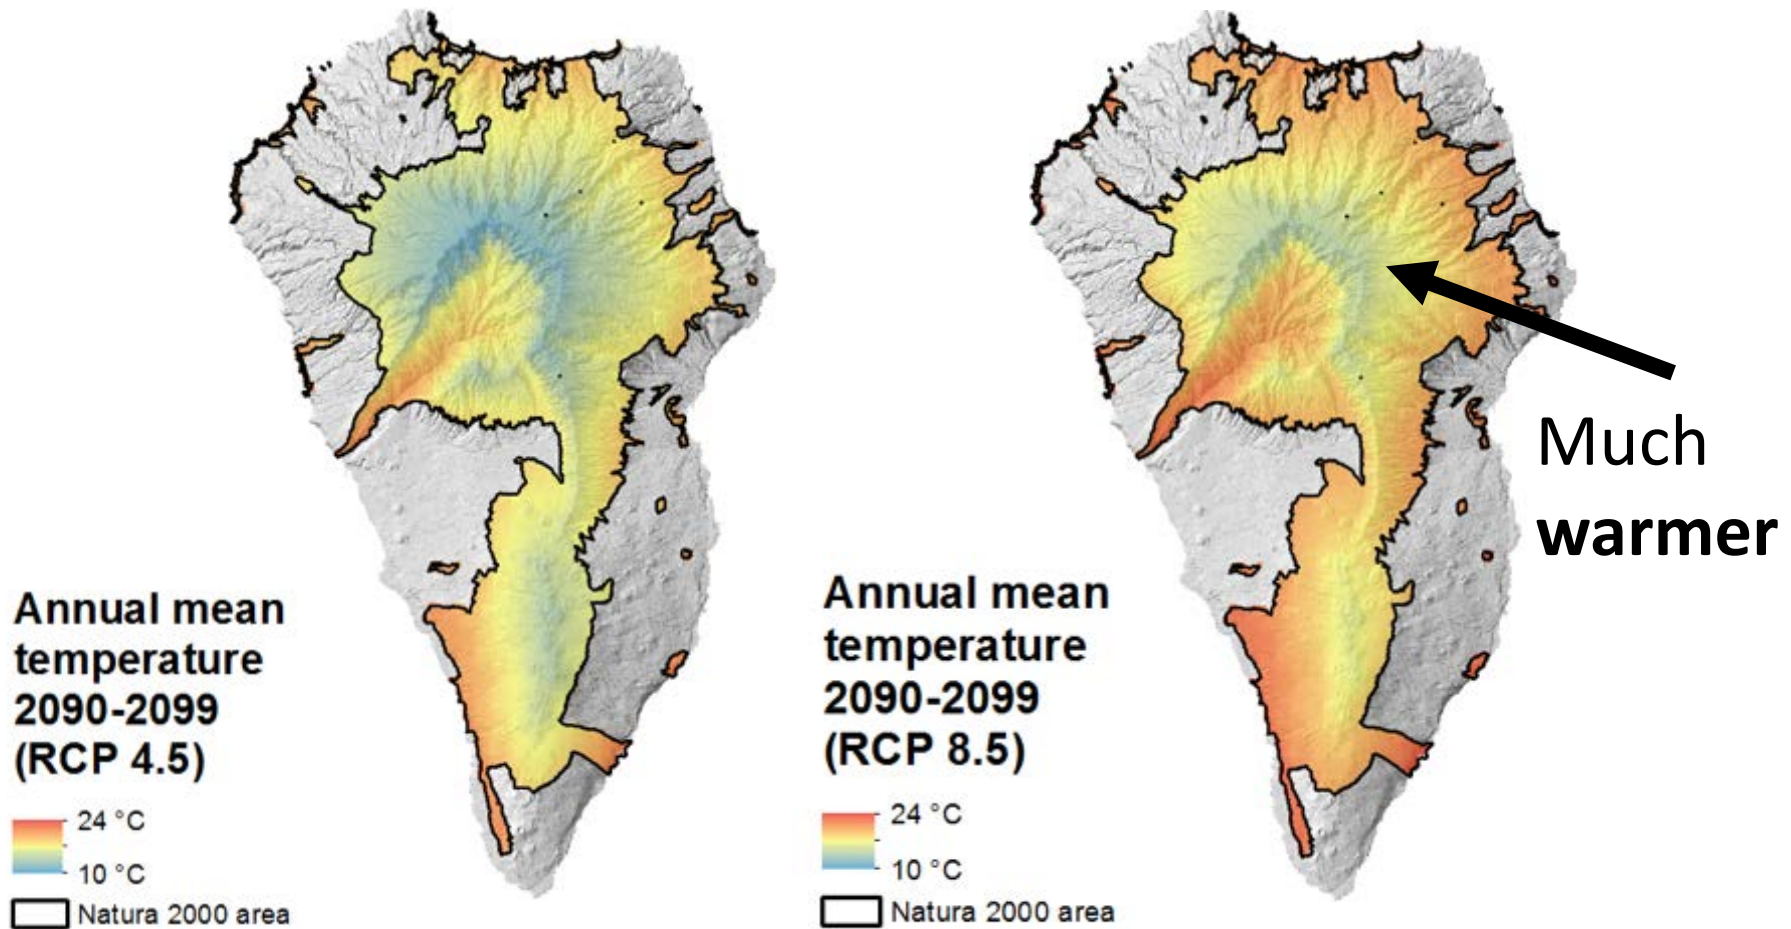 Annual mean
temperature
2090-2099
(RCP 4.5)
24 °C
10 °C
Natura 2000 area
Annual mean
temperature
2090-2099
(RCP 8.5)
24 °C
10 °C
Natura 2000 area
Much
warmer